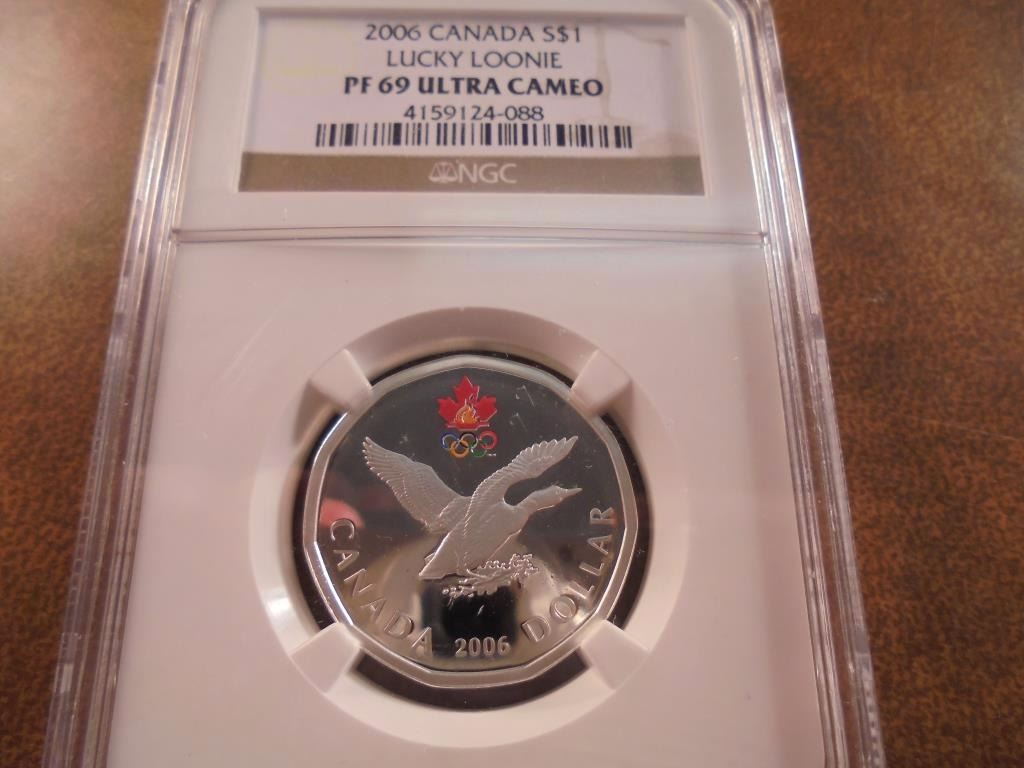 2006 CANADA S$1
LUCKY LOONIE
PF 69 ULTRA CAMEO
4159124-088
NGC
CANADA 2006 DOLLAR